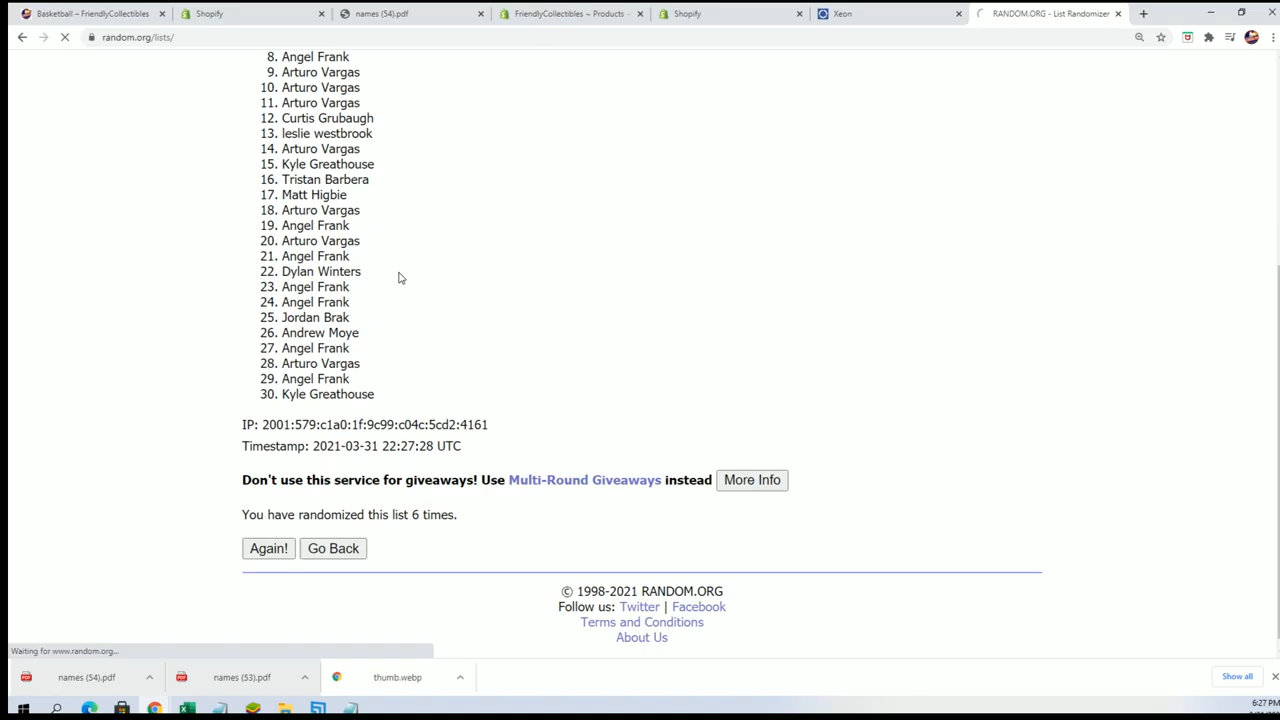 Basketball – FriendlyCollectibles
Shopify
names (54).pdf
FriendlyCollectibles ~ Products
Shopify
Xeon
RANDOM.ORG - List Randomizer
random.org/lists/
8. Angel Frank
9. Arturo Vargas
10. Arturo Vargas
11. Arturo Vargas
12. Curtis Grubaugh
13. leslie westbrook
14. Arturo Vargas
15. Kyle Greathouse
16. Tristan Barbera
17. Matt Higbie
18. Arturo Vargas
19. Angel Frank
20. Arturo Vargas
21. Angel Frank
22. Dylan Winters
23. Angel Frank
24. Angel Frank
25. Jordan Brak
26. Andrew Moye
27. Angel Frank
28. Arturo Vargas
29. Angel Frank
30. Kyle Greathouse
IP: 2001:579:c1a0:1f:9c99:c04c:5cd2:4161
Timestamp: 2021-03-31 22:27:28 UTC
Don't use this service for giveaways! Use Multi-Round Giveaways instead More Info
You have randomized this list 6 times.
Again! Go Back
© 1998-2021 RANDOM.ORG
Follow us: Twitter | Facebook
Terms and Conditions
About Us
Waiting for www.random.org...
names (54).pdf
names (53).pdf
thumb.webp
Show all
6:27 PM